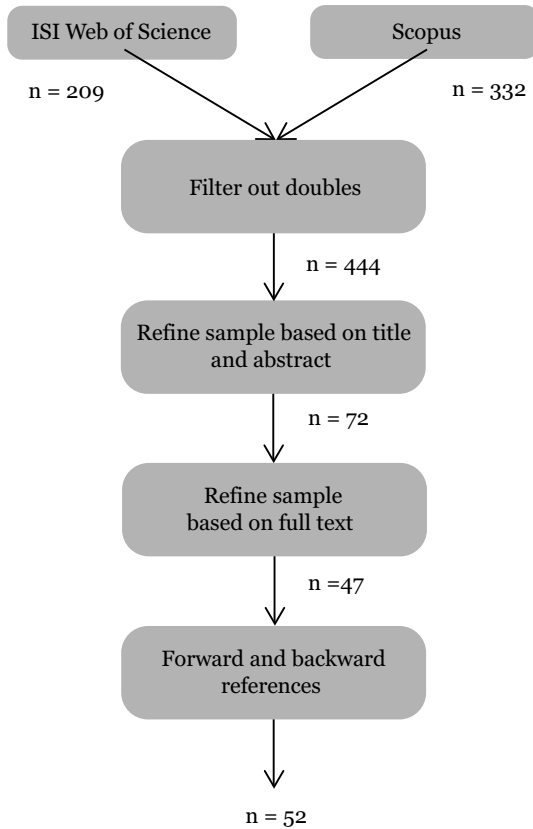 ISI Web of Science
Scopus
n = 209
n = 332
Filter out doubles
n = 444
Refine sample based on title
and abstract
n = 72
Refine sample
based on full text
n =47
Forward and backward
references
n = 52